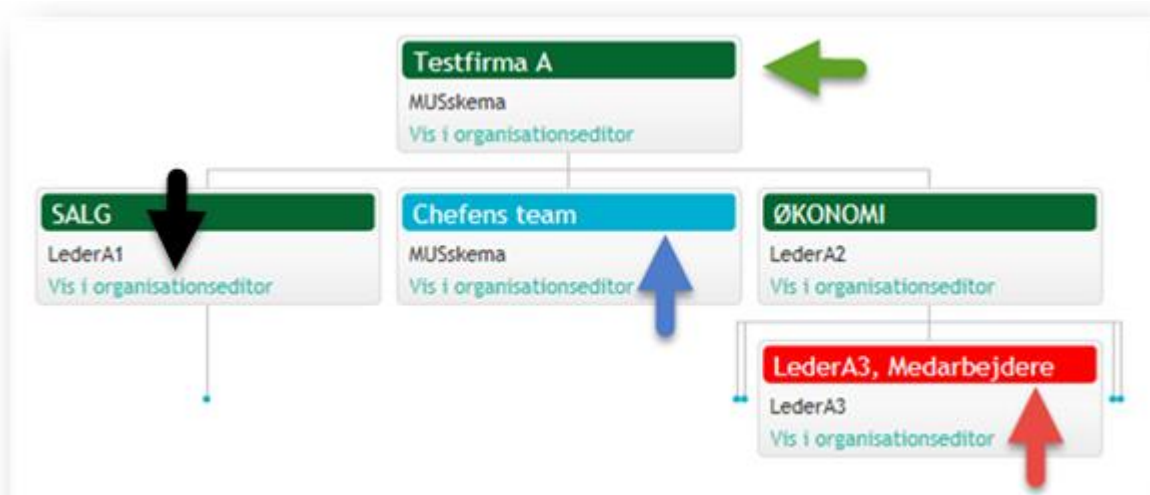 Testfirma A
MUSskema
Vis i organisationseditor
SALG
LederA1
Vis i organisationseditor
Chefens team
MUSskema
Vis i organisationseditor
ØKONOMI
LederA2
Vis i organisationseditor
LederA3, Medarbejdere
LederA3
Vis i organisationseditor